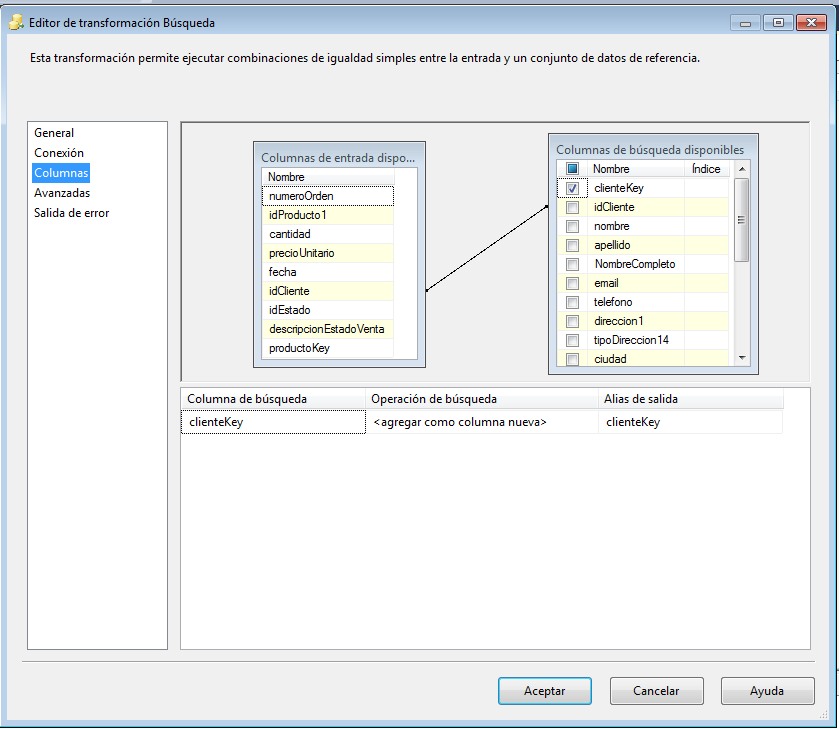 Editor de transformación Búsqueda
Esta transformación permite ejecutar combinaciones de igualdad simples entre la entrada y un conjunto de datos de referencia.
General
Conexión
Columnas
Avanzadas
Salida de error
Columnas de entrada dispo...
Nombre
numeroOrden
idProducto1
cantidad
precioUnitario
fecha
idCliente
idEstado
descripcionEstadoVenta
productoKey
Columnas de búsqueda disponibles
Nombre Índice
clienteKey
idCliente
nombre
apellido
NombreCompleto
email
telefono
direccion1
tipoDireccion14
ciudad
Columna de búsqueda Operación de búsqueda Alias de salida
clienteKey <agregar como columna nueva> clienteKey
Aceptar Cancelar Ayuda